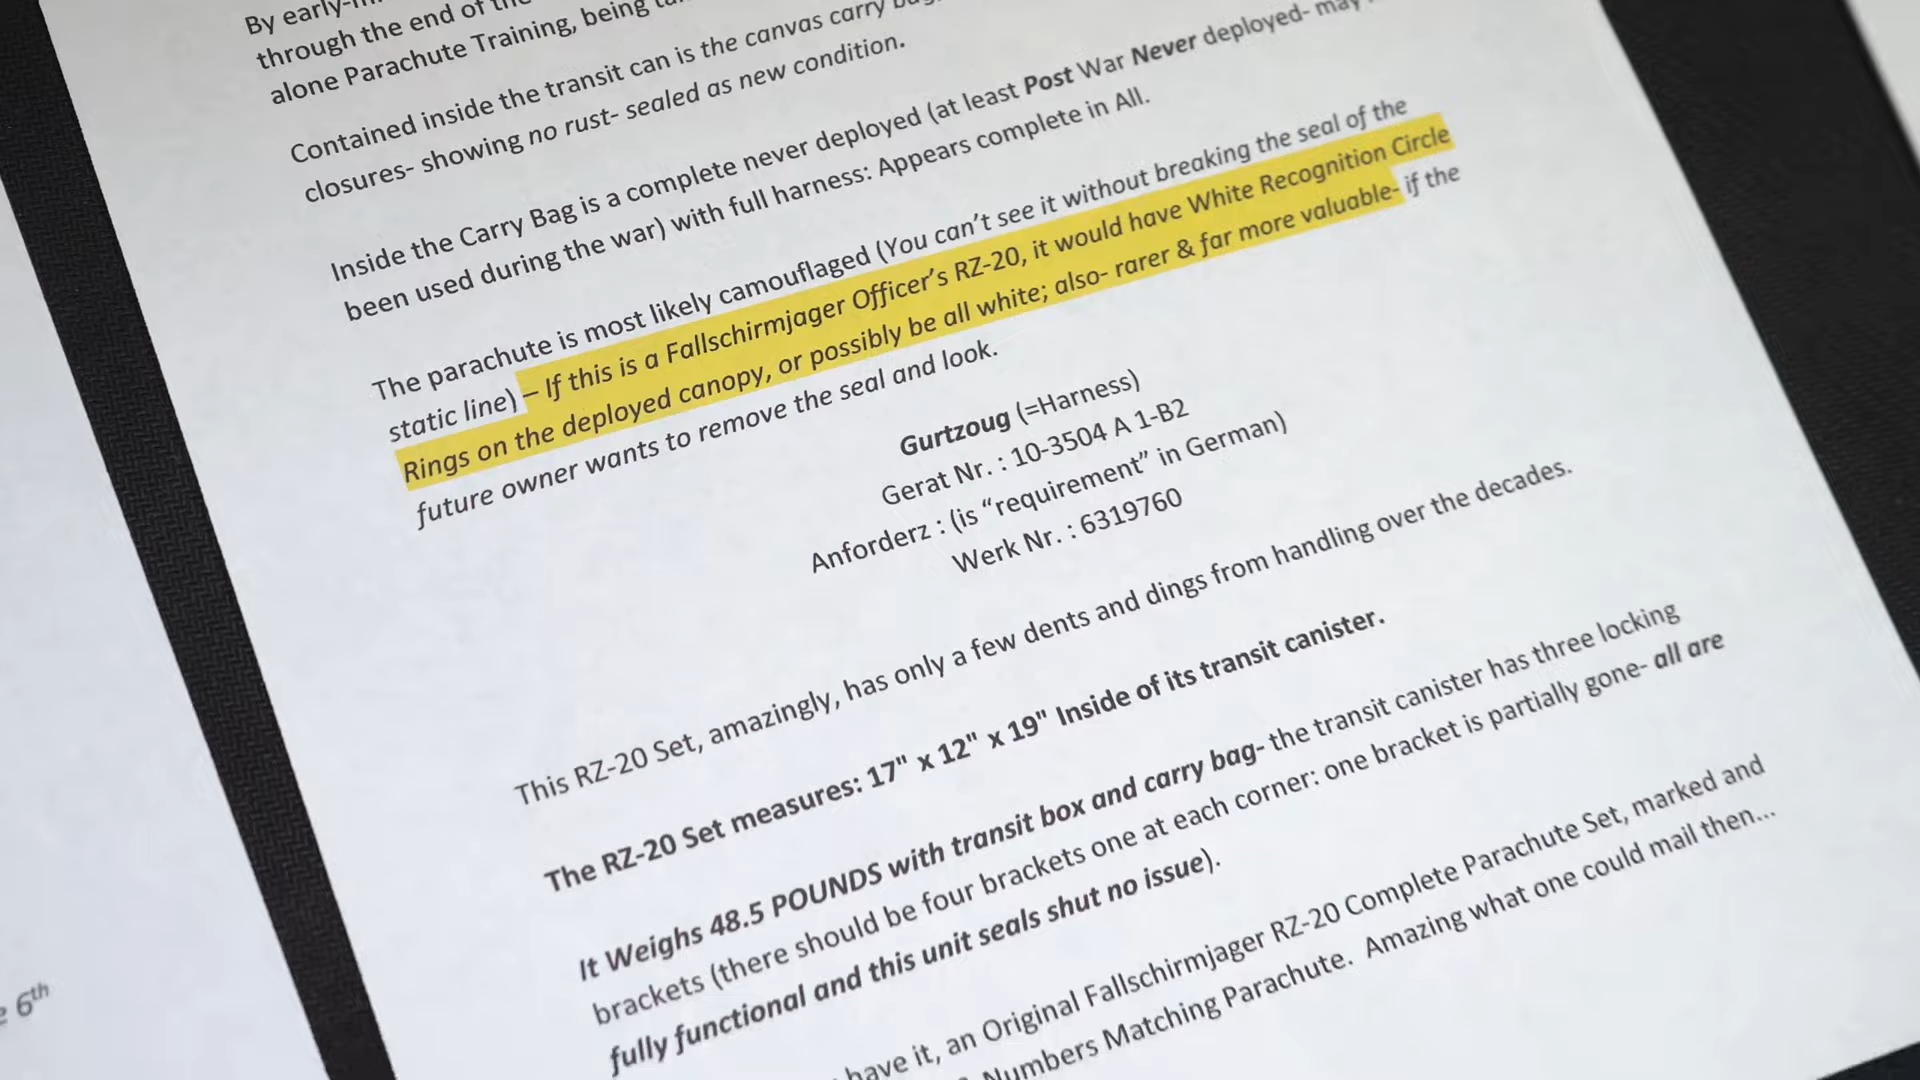 By early-
through the end of the
alone Parachute Training, being
Contained inside the transit can is the canvas carry
closures- showing no rust- sealed as new condition.
Inside the Carry Bag is a complete never deployed (at least Post War Never deployed- may
been used during the war) with full harness: Appears complete in All.
The parachute is most likely camouflaged (You can't see it without breaking the seal of the
static line) – If this is a Fallschirmjager Officer's RZ-20, it would have White Recognition Circle
Rings on the deployed canopy, or possibly be all white; also- rarer & far more valuable- if the
future owner wants to remove the seal and look.
Gurtzoug (=Harness)
Gerat Nr. : 10-3504 A 1-B2
Anforderz : (is “requirement” in German)
Werk Nr. : 6319760
This RZ-20 Set, amazingly, has only a few dents and dings from handling over the decades.
The RZ-20 Set measures: 17" x 12" x 19" Inside of its transit canister.
It Weighs 48.5 POUNDS with transit box and carry bag- the transit canister has three locking
brackets (there should be four brackets one at each corner: one bracket is partially gone- all are
fully functional and this unit seals shut no issue).
have it, an Original Fallschirmjager RZ-20 Complete Parachute Set, marked and
Numbers Matching Parachute. Amazing what one could mail then...
6th